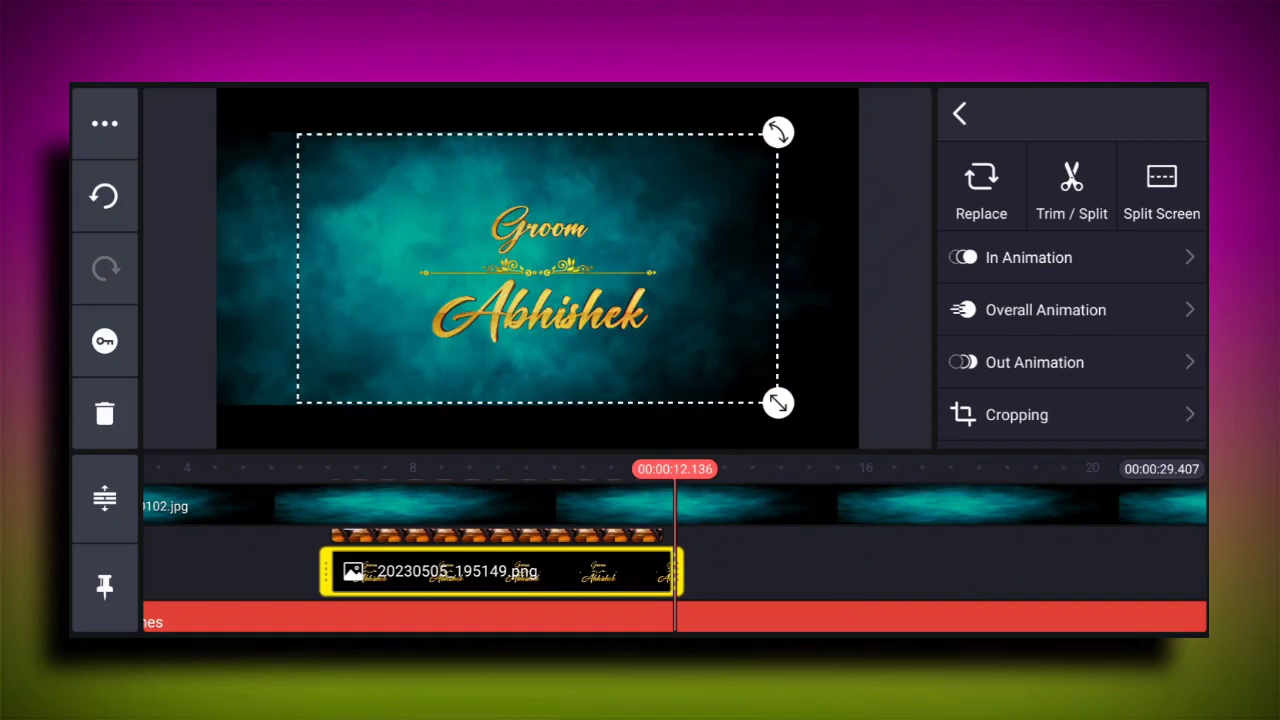 Groom
Abhishek
Replace
Trim / Split
Split Screen
In Animation
Overall Animation
Out Animation
Cropping
4
8
00:00:12.136
16
20
00:00:29.407
0102.jpg
20230505_195149.png
nes